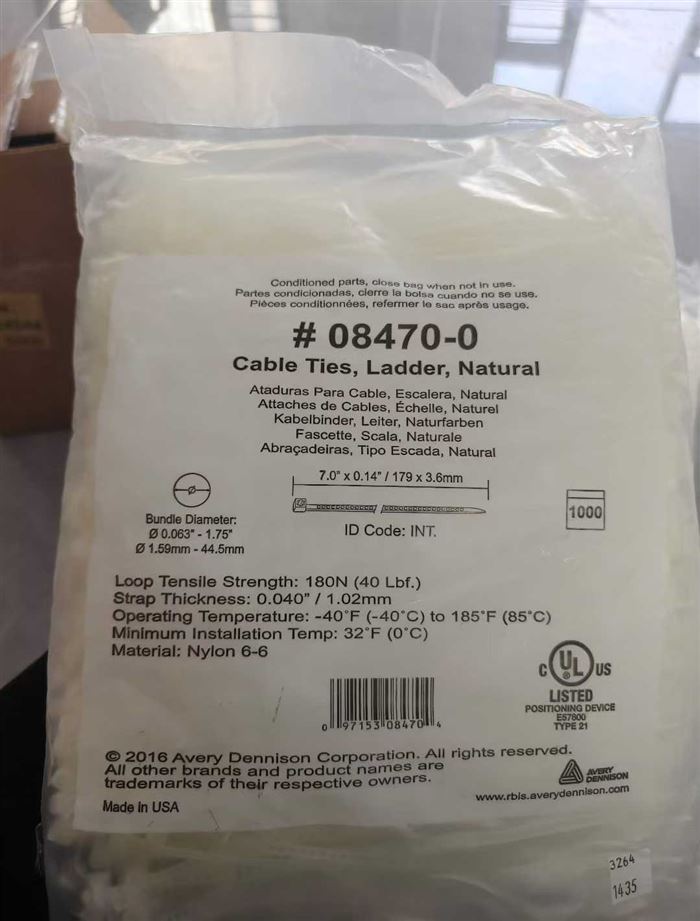 Conditioned parts, close bag when not in use.
Partes condicionadas, cierre la bolsa cuando no se use.
Pièces conditionnées, refermer le sac après usage.
# 08470-0
Cable Ties, Ladder, Natural
Ataduras Para Cable, Escalera, Natural
Attaches de Cables, Échelle, Naturel
Kabelbinder, Leiter, Naturfarben
Fascette, Scala, Naturale
Abraçadeiras, Tipo Escada, Natural
7.0" x 0.14" / 179 x 3.6mm
Bundle Diameter:
Ø 0.063" - 1.75"
Ø 1.59mm - 44.5mm
ID Code: INT.
1000
Loop Tensile Strength: 180N (40 Lbf.)
Strap Thickness: 0.040" / 1.02mm
Operating Temperature: -40°F (-40°C) to 185°F (85°C)
Minimum Installation Temp: 32°F (0°C)
Material: Nylon 6-6
C UL® US
LISTED
POSITIONING DEVICE
E57800
TYPE 21
0 97153 08470 4
© 2016 Avery Dennison Corporation. All rights reserved.
All other brands and product names are
trademarks of their respective owners.
AVERY
DENNISON
www.rbis.averydennison.com
Made in USA
3264
1435